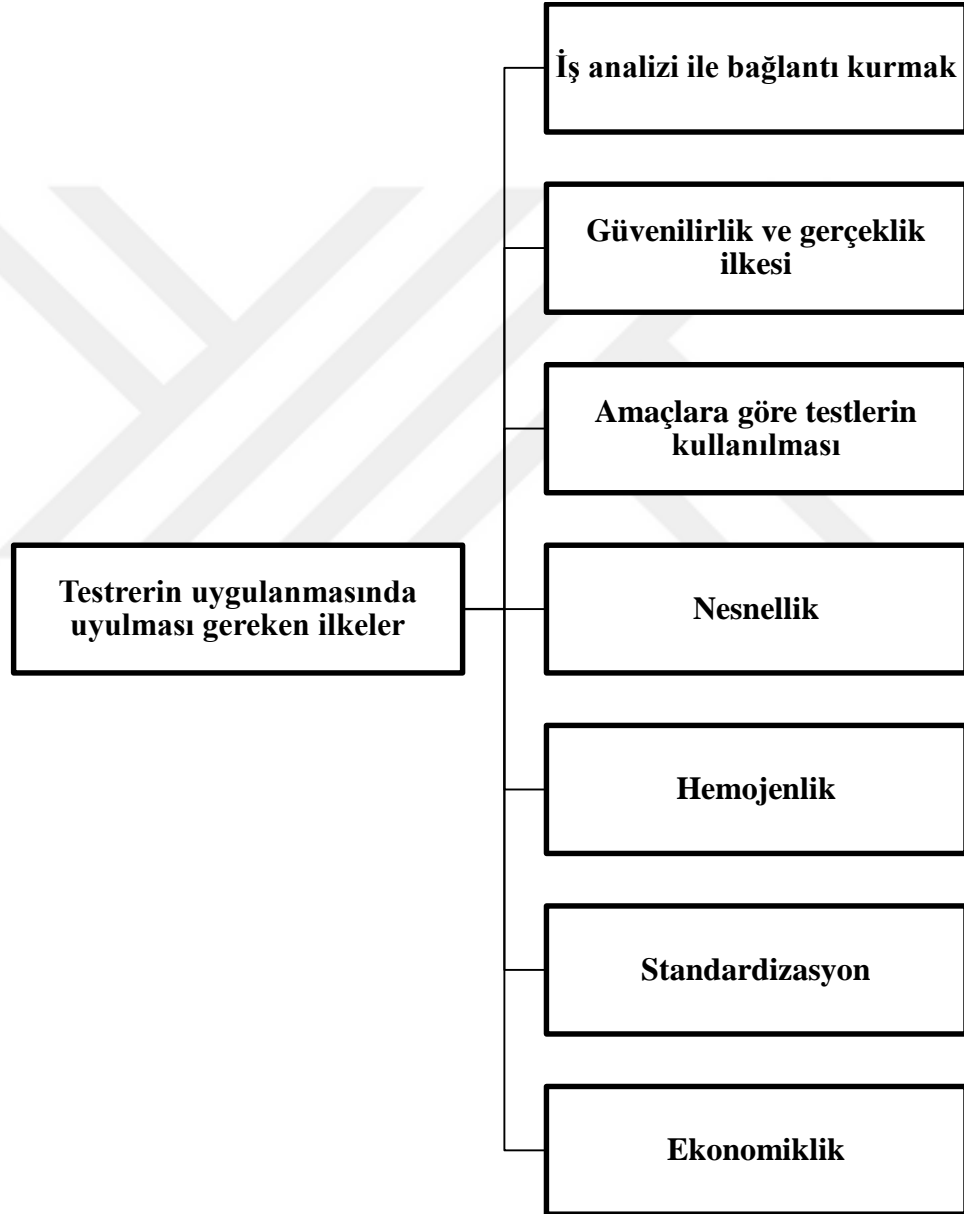 İş analizi ile bağlantı kurmak
Güvenilirlik ve gerçeklik
ilkesi
Amaçlara göre testlerin
kullanılması
Testrerin uygulanmasında
uyulması gereken ilkeler
Nesnellik
Hemojenlik
Standardizasyon
Ekonomiklik